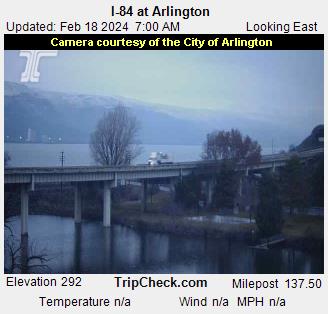 I-84 at Arlington
Updated: Feb 18 2024 7:00 AM Looking East
Camera courtesy of the City of Arlington
Elevation 292 TripCheck.com Milepost 137.50
Temperature n/a Wind n/a MPH n/a